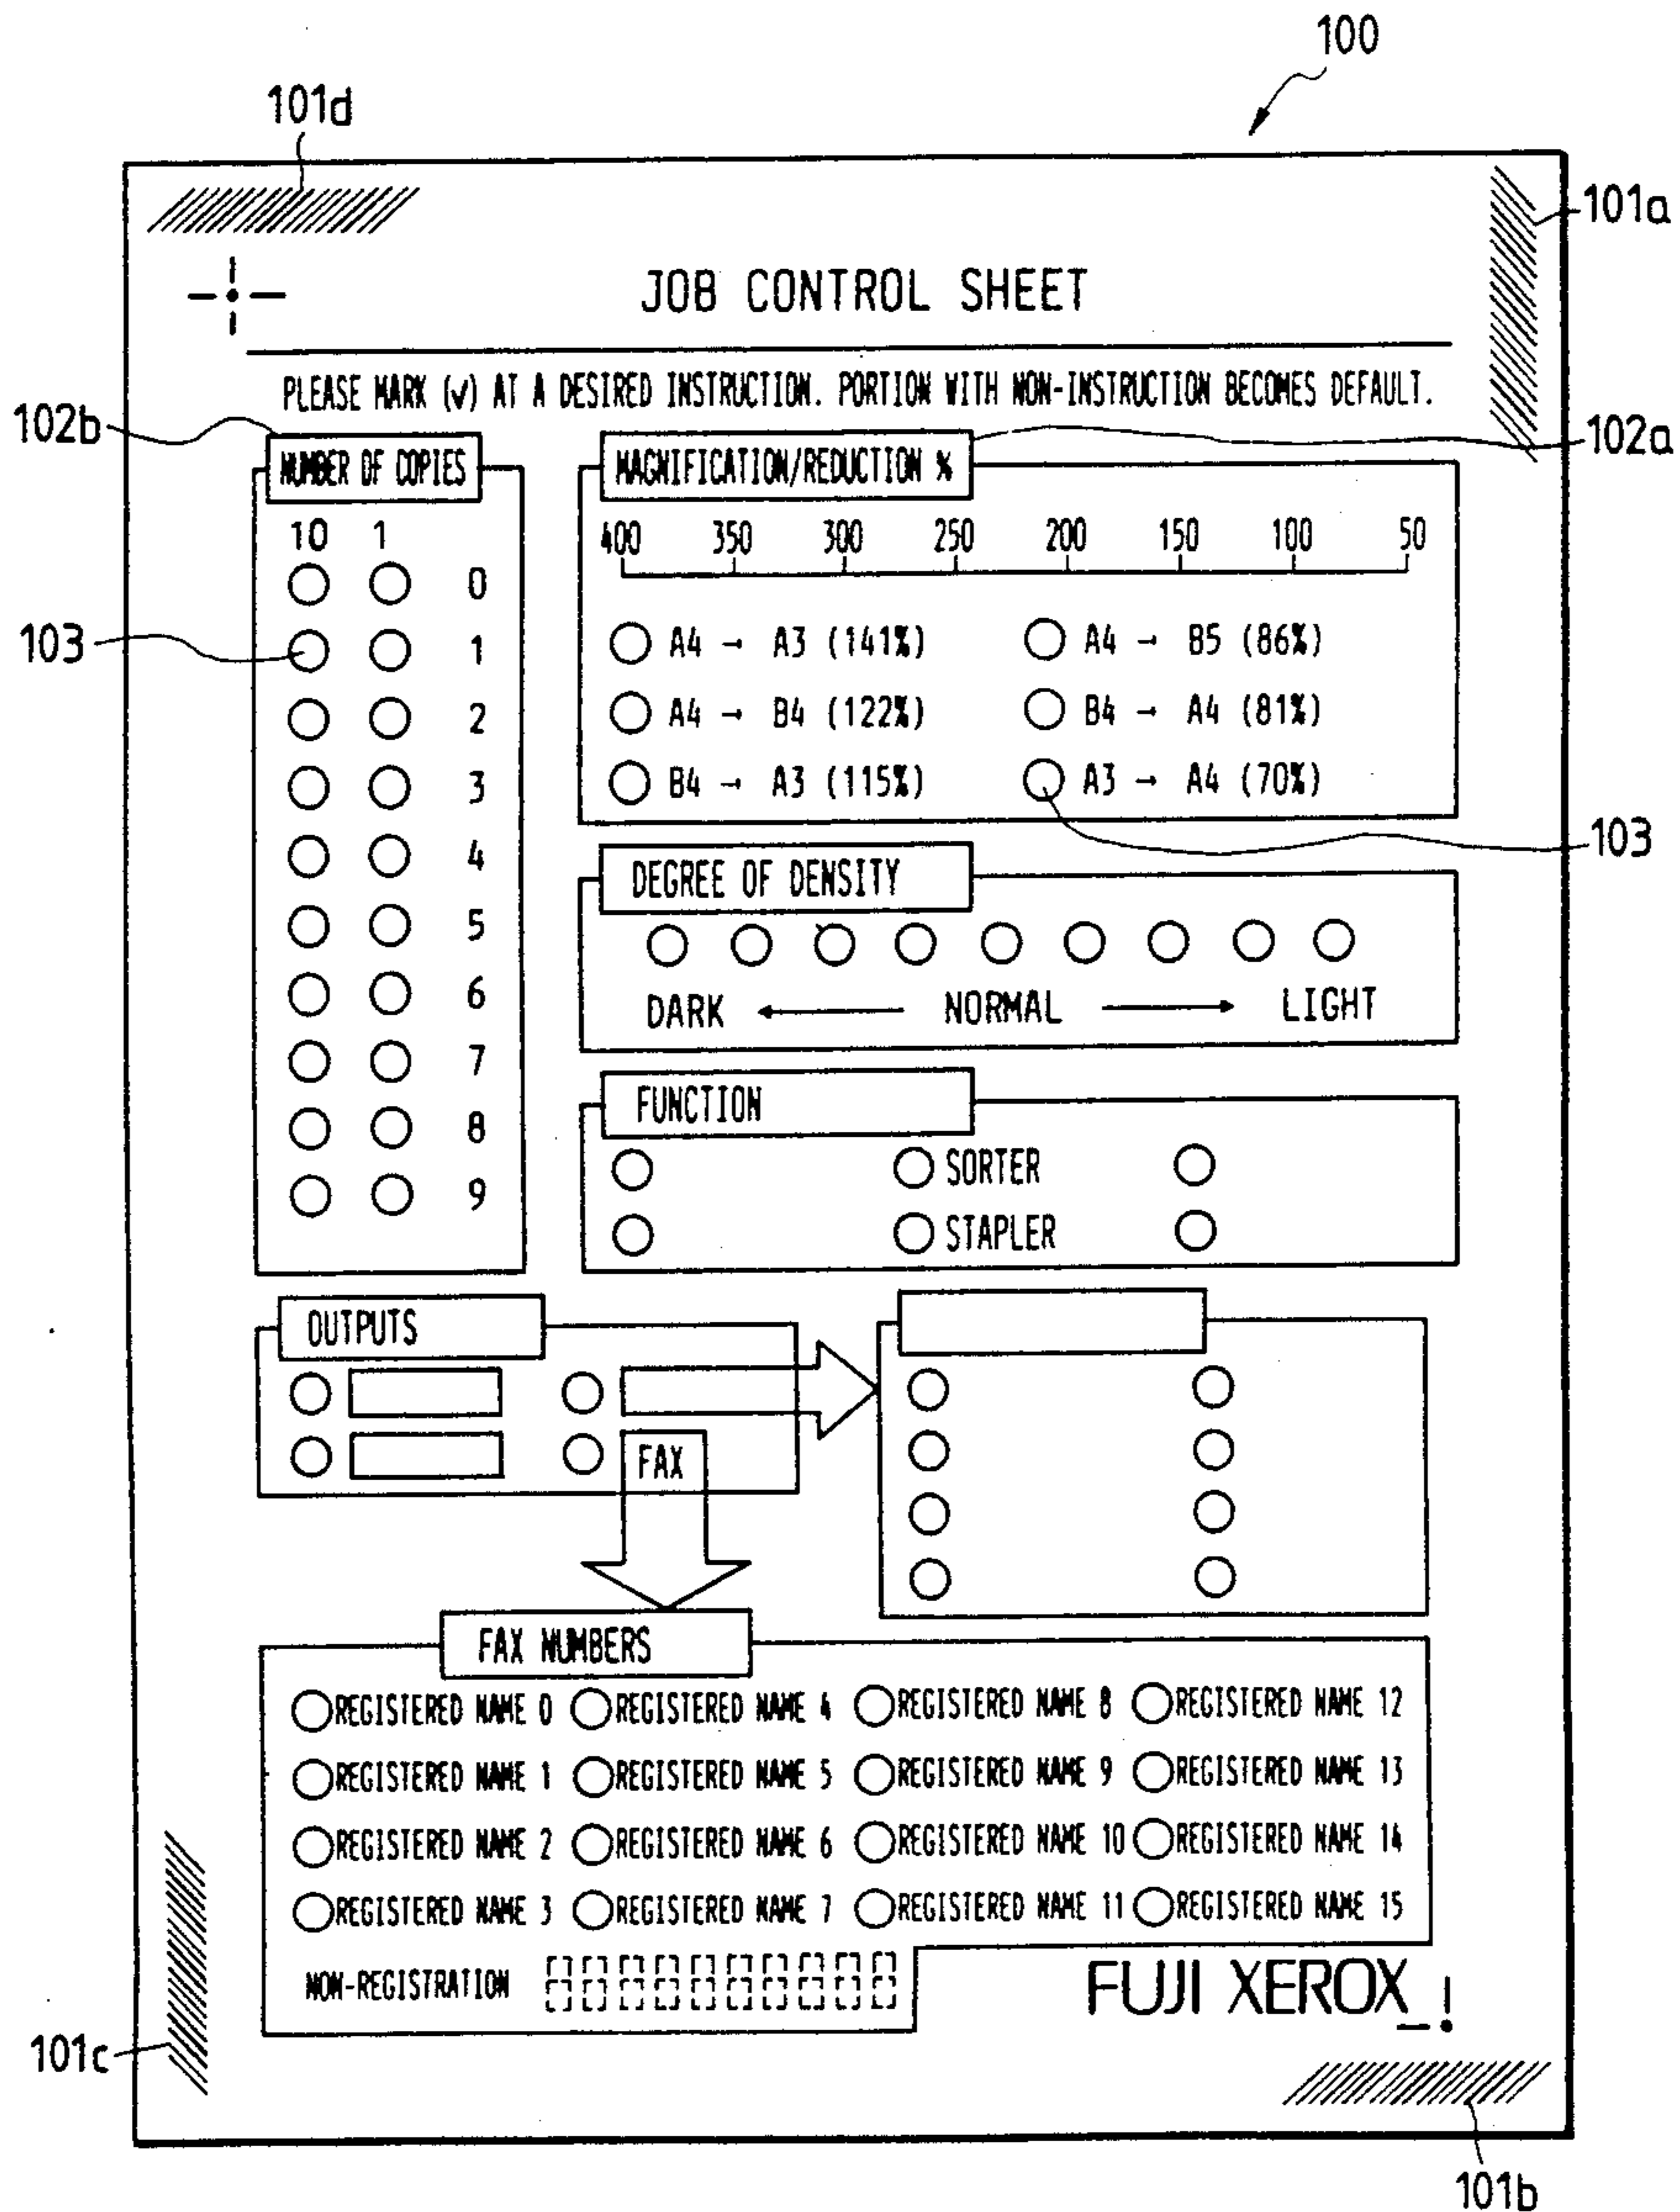 100
101d
101a
JOB CONTROL SHEET
PLEASE MARK (✓) AT A DESIRED INSTRUCTION. PORTION WITH NON-INSTRUCTION BECOMES DEFAULT.
102b
102a
NUMBER OF COPIES
10 1
0
103
1
2
3
4
5
6
7
8
9
MAGNIFICATION/REDUCTION %
400 350 300 250 200 150 100 50
A4 → A3 (141%) A4 → B5 (86%)
A4 → B4 (122%) B4 → A4 (81%)
B4 → A3 (115%) A3 → A4 (70%)
103
DEGREE OF DENSITY
DARK ← NORMAL → LIGHT
FUNCTION
SORTER
STAPLER
OUTPUTS
FAX
FAX NUMBERS
REGISTERED NAME 0 REGISTERED NAME 4 REGISTERED NAME 8 REGISTERED NAME 12
REGISTERED NAME 1 REGISTERED NAME 5 REGISTERED NAME 9 REGISTERED NAME 13
REGISTERED NAME 2 REGISTERED NAME 6 REGISTERED NAME 10 REGISTERED NAME 14
REGISTERED NAME 3 REGISTERED NAME 7 REGISTERED NAME 11 REGISTERED NAME 15
NON-REGISTRATION
FUJI XEROX
101c
101b